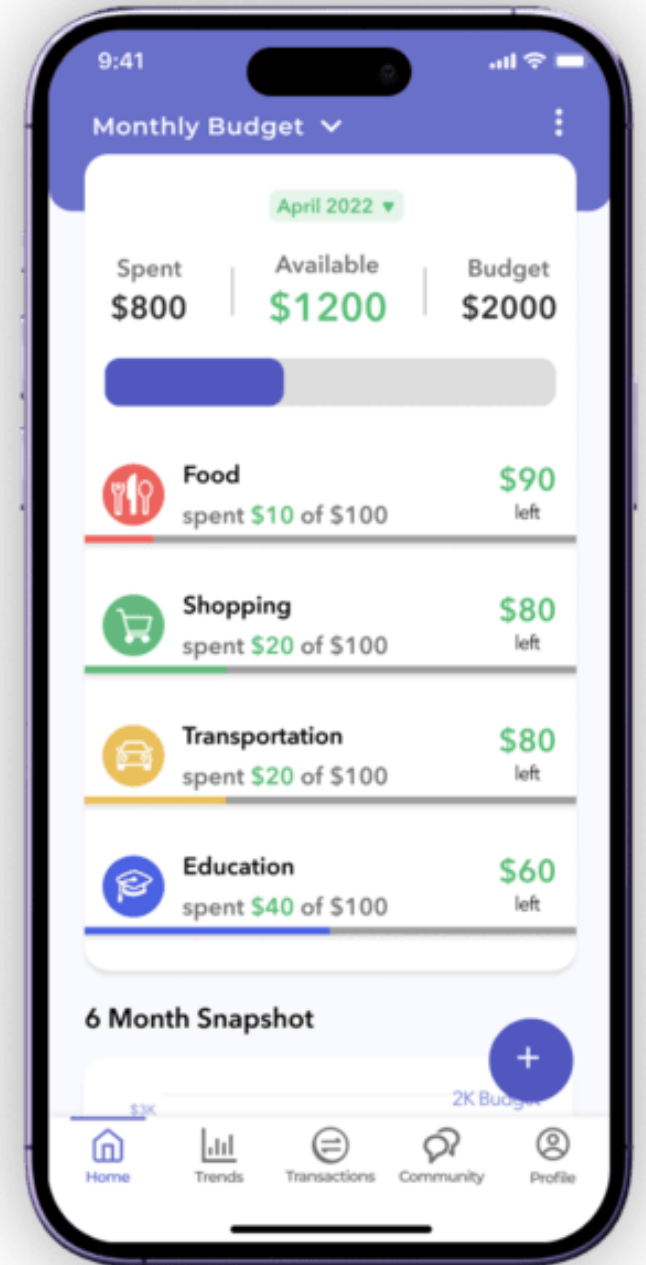 9:41
Monthly Budget
April 2022
Spent Available Budget
$800 $1200 $2000
Food $90
spent $10 of $100 left
Shopping $80
spent $20 of $100 left
Transportation $80
spent $20 of $100 left
Education $60
spent $40 of $100 left
6 Month Snapshot
+
$3K 2K Budget
Home Trends Transactions Community Profile